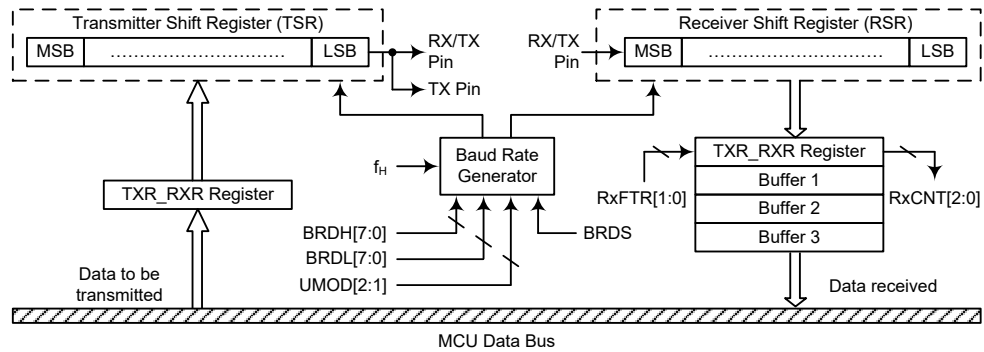 Transmitter Shift Register (TSR)
MSB ................................ LSB
RX/TX
Pin
TX Pin
Receiver Shift Register (RSR)
RX/TX
Pin
MSB ................................ LSB
fH
Baud Rate
Generator
TXR_RXR Register
TXR_RXR Register
Buffer 1
Buffer 2
Buffer 3
RxFTR[1:0]
RxCNT[2:0]
BRDH[7:0]
BRDL[7:0]
UMOD[2:1]
BRDS
Data to be
transmitted
Data received
MCU Data Bus